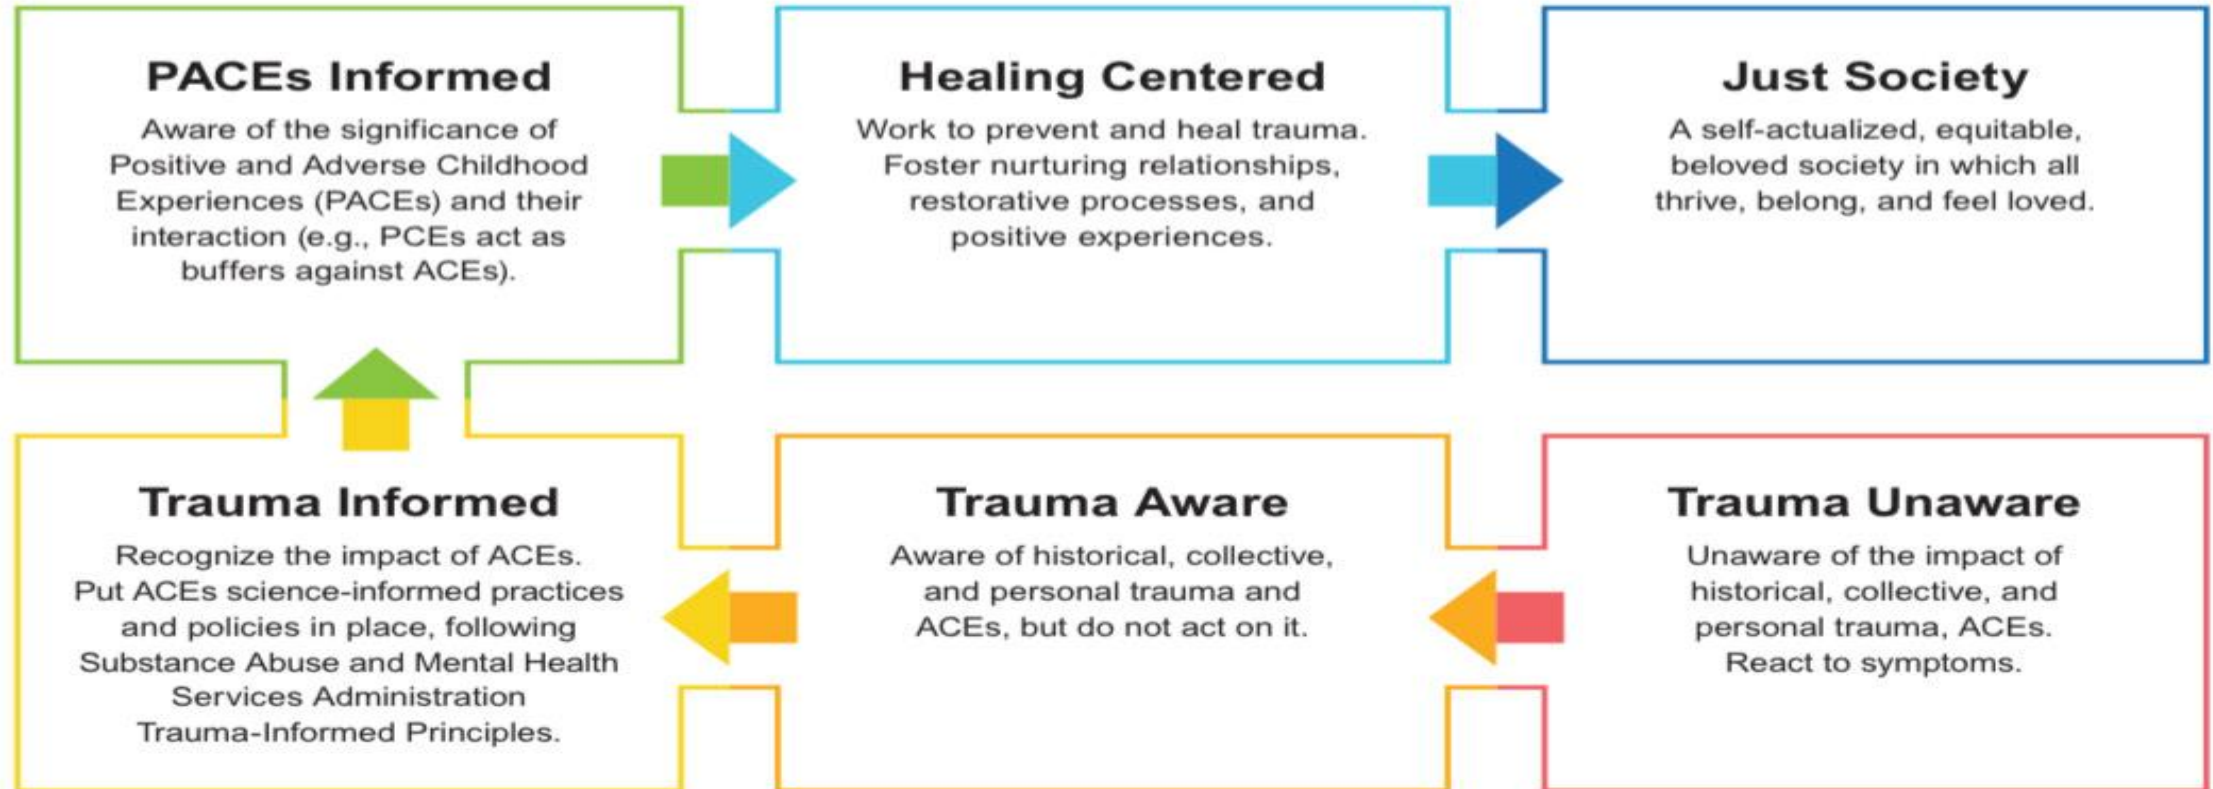 PACEs Informed
Aware of the significance of
Positive and Adverse Childhood
Experiences (PACEs) and their
interaction (e.g., PCEs act as
buffers against ACEs).
Healing Centered
Work to prevent and heal trauma.
Foster nurturing relationships,
restorative processes, and
positive experiences.
Just Society
A self-actualized, equitable,
beloved society in which all
thrive, belong, and feel loved.
Trauma Informed
Recognize the impact of ACEs.
Put ACEs science-informed practices
and policies in place, following
Substance Abuse and Mental Health
Services Administration
Trauma-Informed Principles.
Trauma Aware
Aware of historical, collective,
and personal trauma and
ACEs, but do not act on it.
Trauma Unaware
Unaware of the impact of
historical, collective, and
personal trauma, ACEs.
React to symptoms.